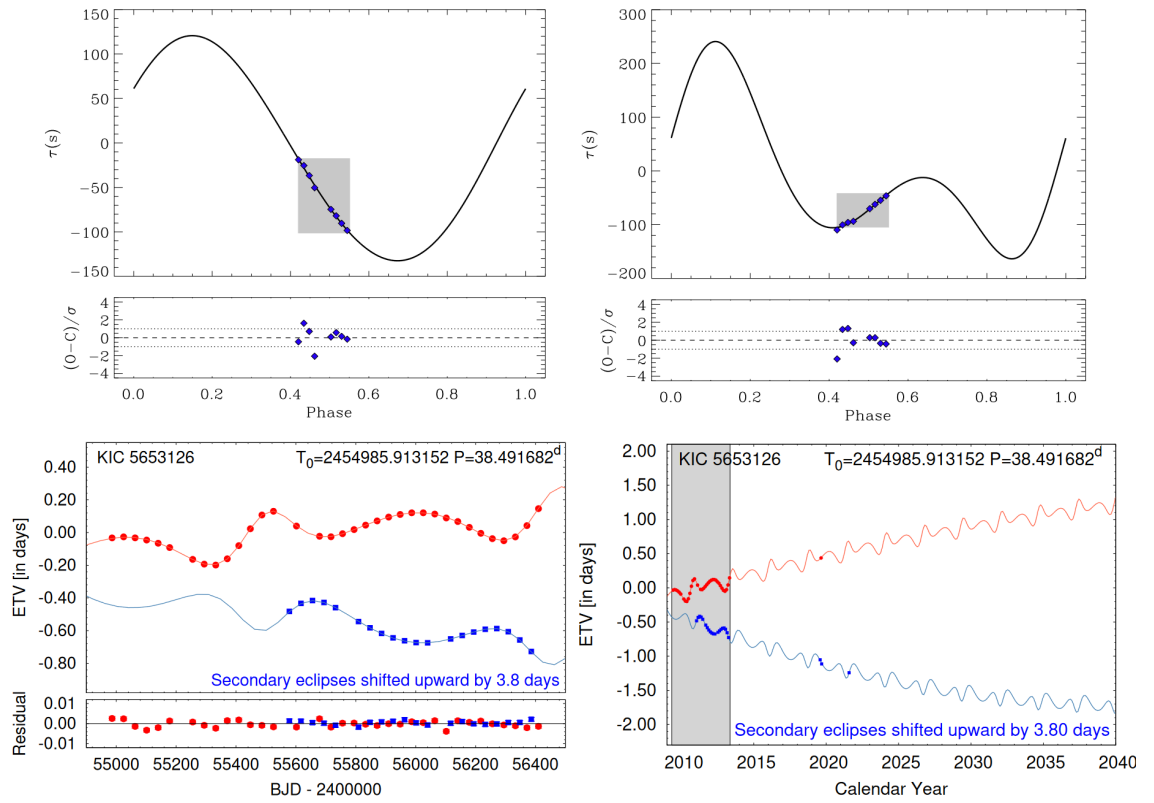 150
100
50
0
−50
−100
−150
τ(s)
4
2
0
−2
−4
(O−C)/σ
0.0 0.2 0.4 0.6 0.8 1.0
Phase
300
200
100
0
−100
−200
τ(s)
4
2
0
−2
−4
(O−C)/σ
0.0 0.2 0.4 0.6 0.8 1.0
Phase
KIC 5653126 T₀=2454985.913152 P=38.491682ᵈ
0.40
0.20
0.00
-0.20
-0.40
-0.60
-0.80
ETV [in days]
Secondary eclipses shifted upward by 3.8 days
0.01
0.00
-0.01
Residual
55000 55200 55400 55600 55800 56000 56200 56400
BJD - 2400000
2.00
KIC 5653126 T₀=2454985.913152 P=38.491682ᵈ
1.50
1.00
0.50
0.00
-0.50
-1.00
-1.50
-2.00
ETV [in days]
Secondary eclipses shifted upward by 3.80 days
2010 2015 2020 2025 2030 2035 2040
Calendar Year